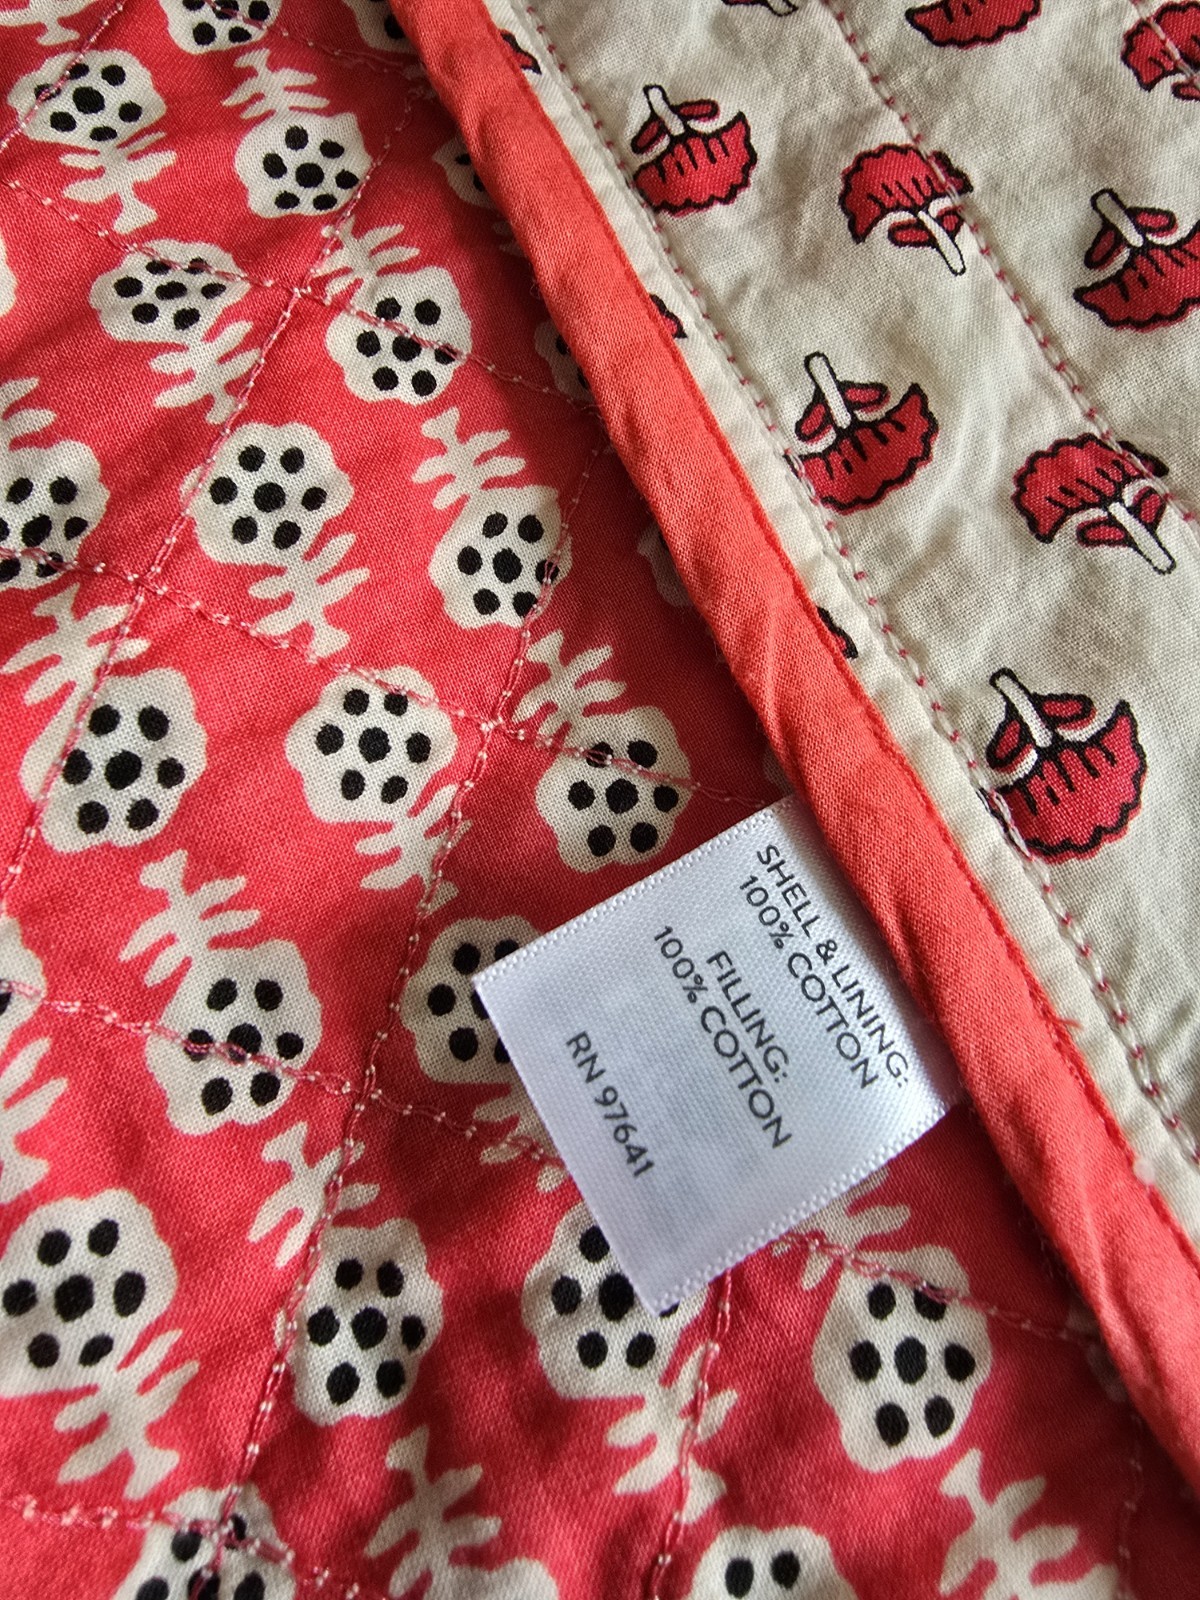 SHELL & LINING:
100% COTTON
FILLING:
100% COTTON
RN 97641